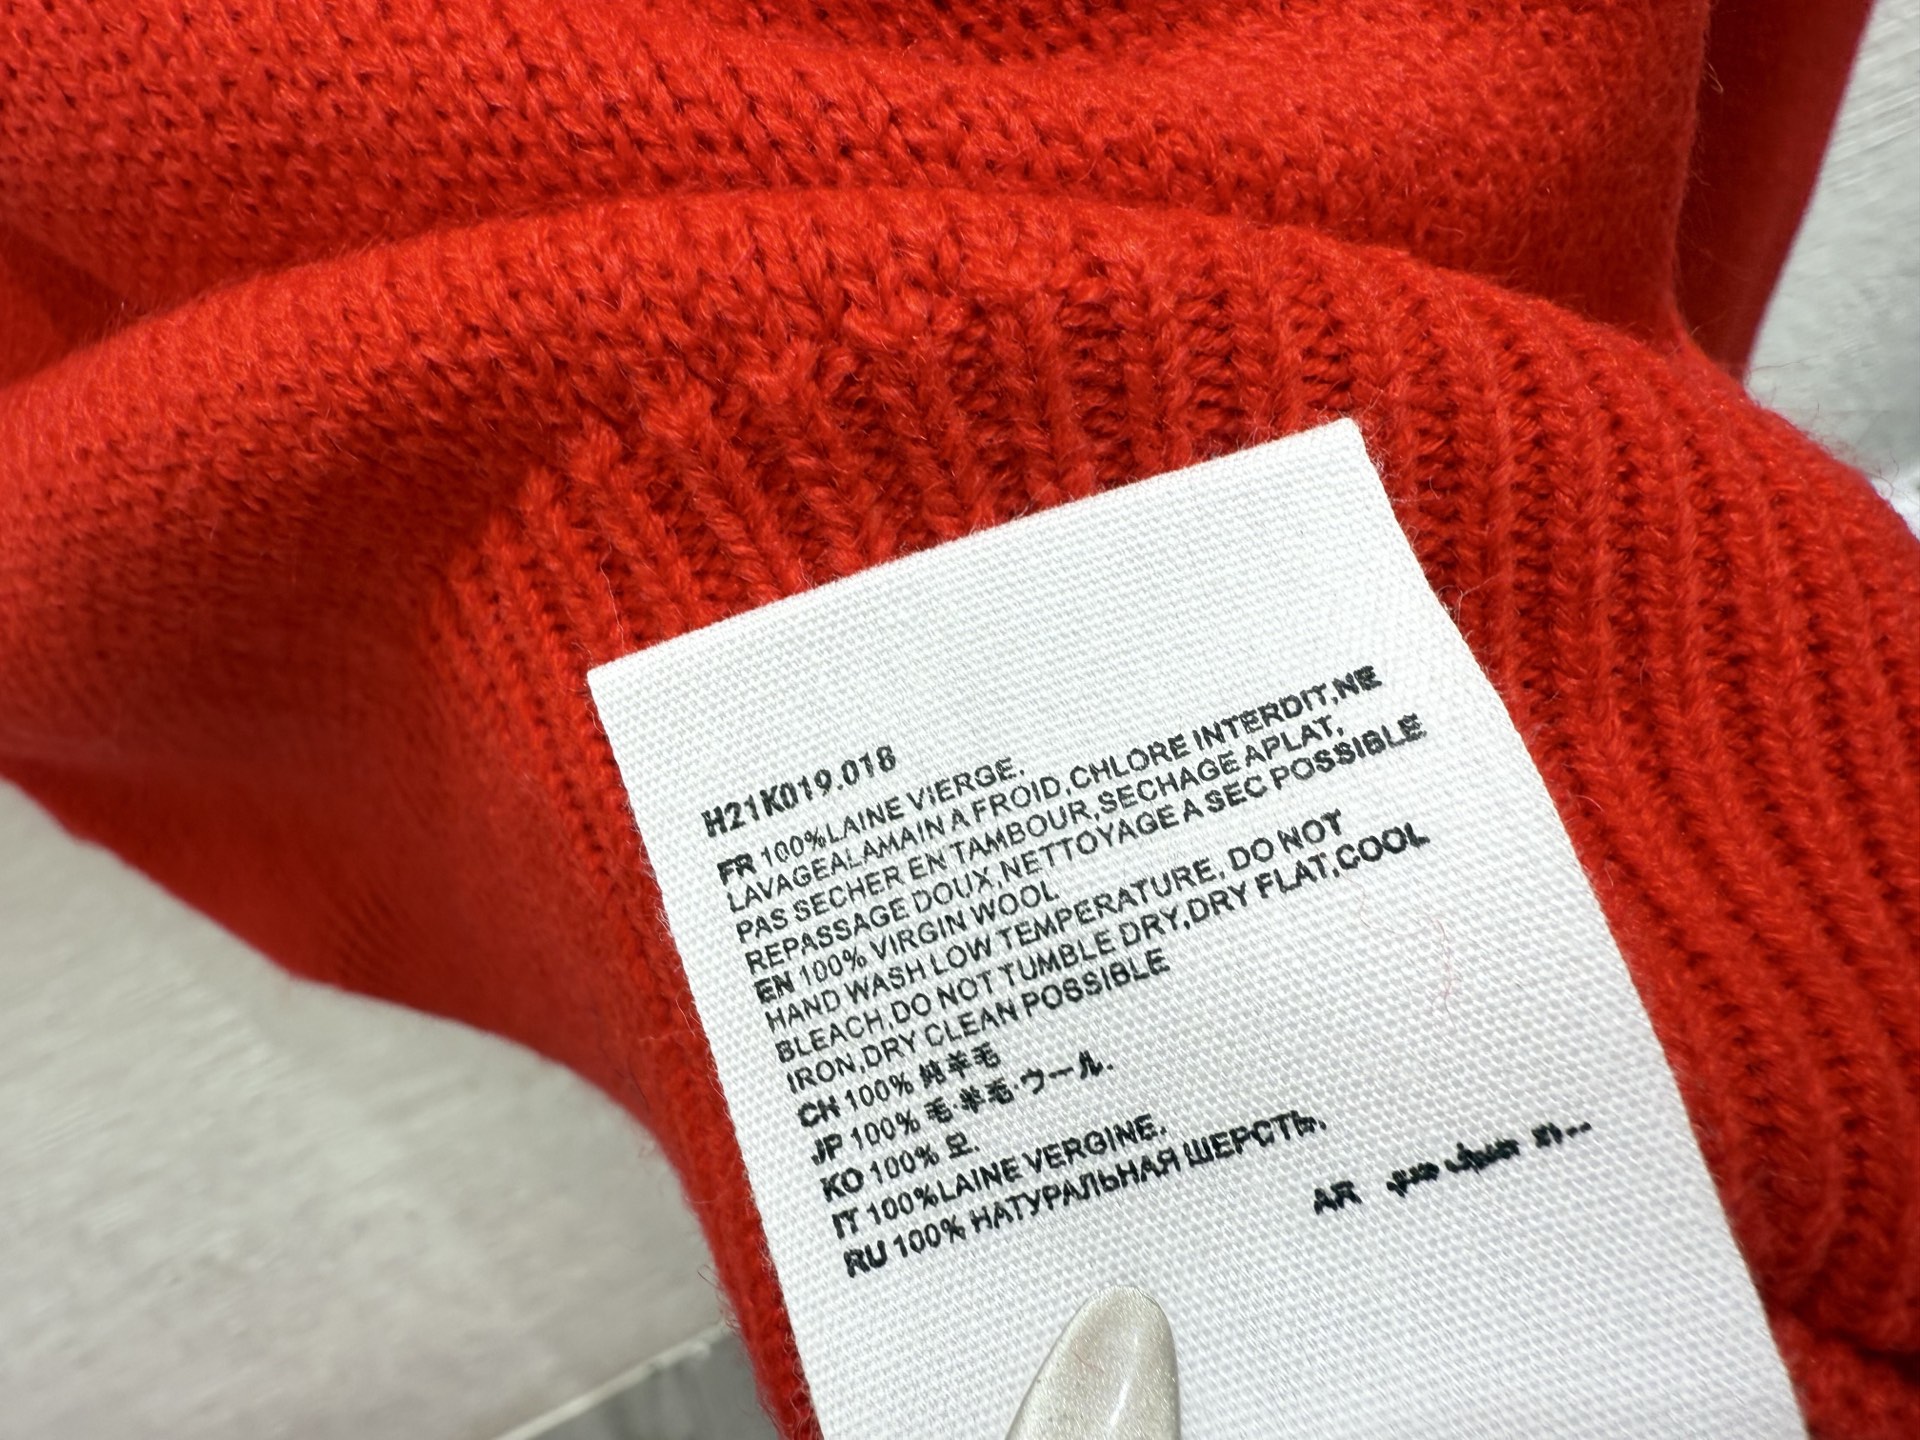 H21K019.018
FR 100%LAINE VIERGE.
LAVAGEALAMAIN A FROID,CHLORE INTERDIT,NE
PAS SECHER EN TAMBOUR,SECHAGE APLAT,
REPASSAGE DOUX,NETTOYAGE A SEC POSSIBLE
EN 100% VIRGIN WOOL
HAND WASH LOW TEMPERATURE, DO NOT
BLEACH,DO NOT TUMBLE DRY,DRY FLAT,COOL
IRON,DRY CLEAN POSSIBLE
CH 100% 純羊毛
JP 100% 毛·羊毛·ウール.
KO 100% 모.
IT 100%LAINE VERGINE.
RU 100% НАТУРАЛЬНАЯ ШЕРСТЬ.
AR